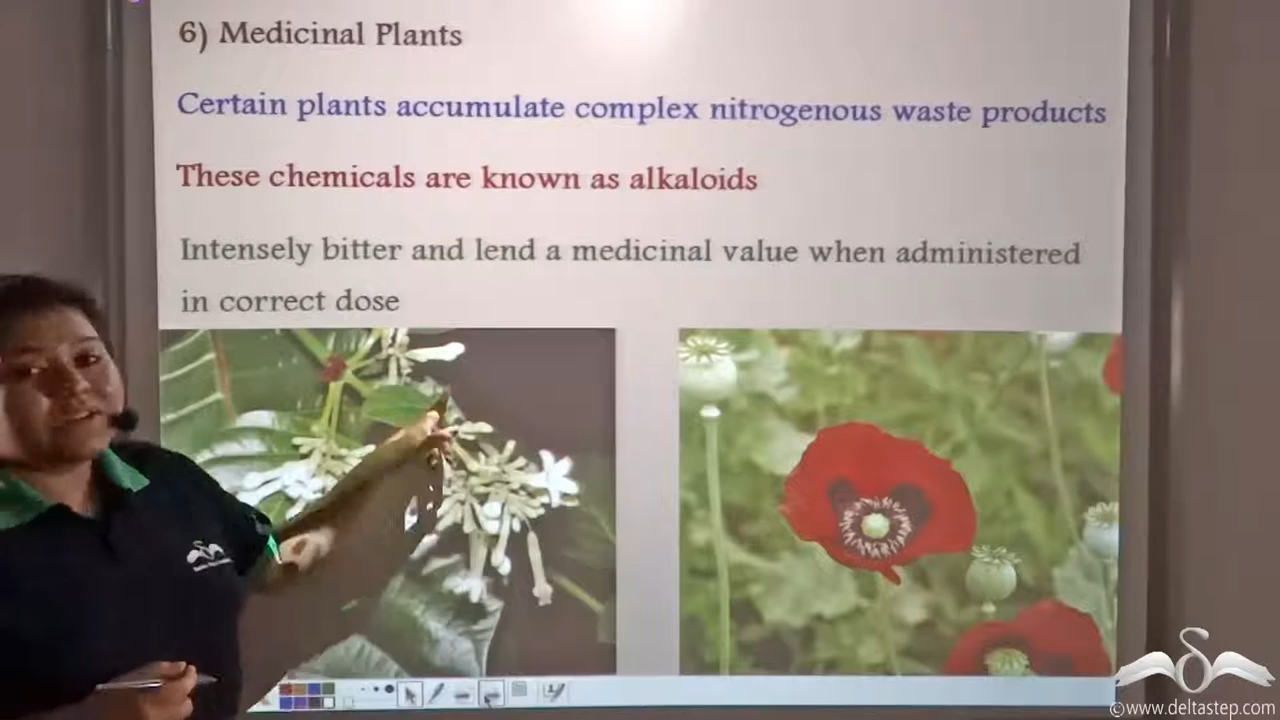 6) Medicinal Plants
Certain plants accumulate complex nitrogenous waste products
These chemicals are known as alkaloids
Intensely bitter and lend a medicinal value when administered
in correct dose
©www.deltastep.com